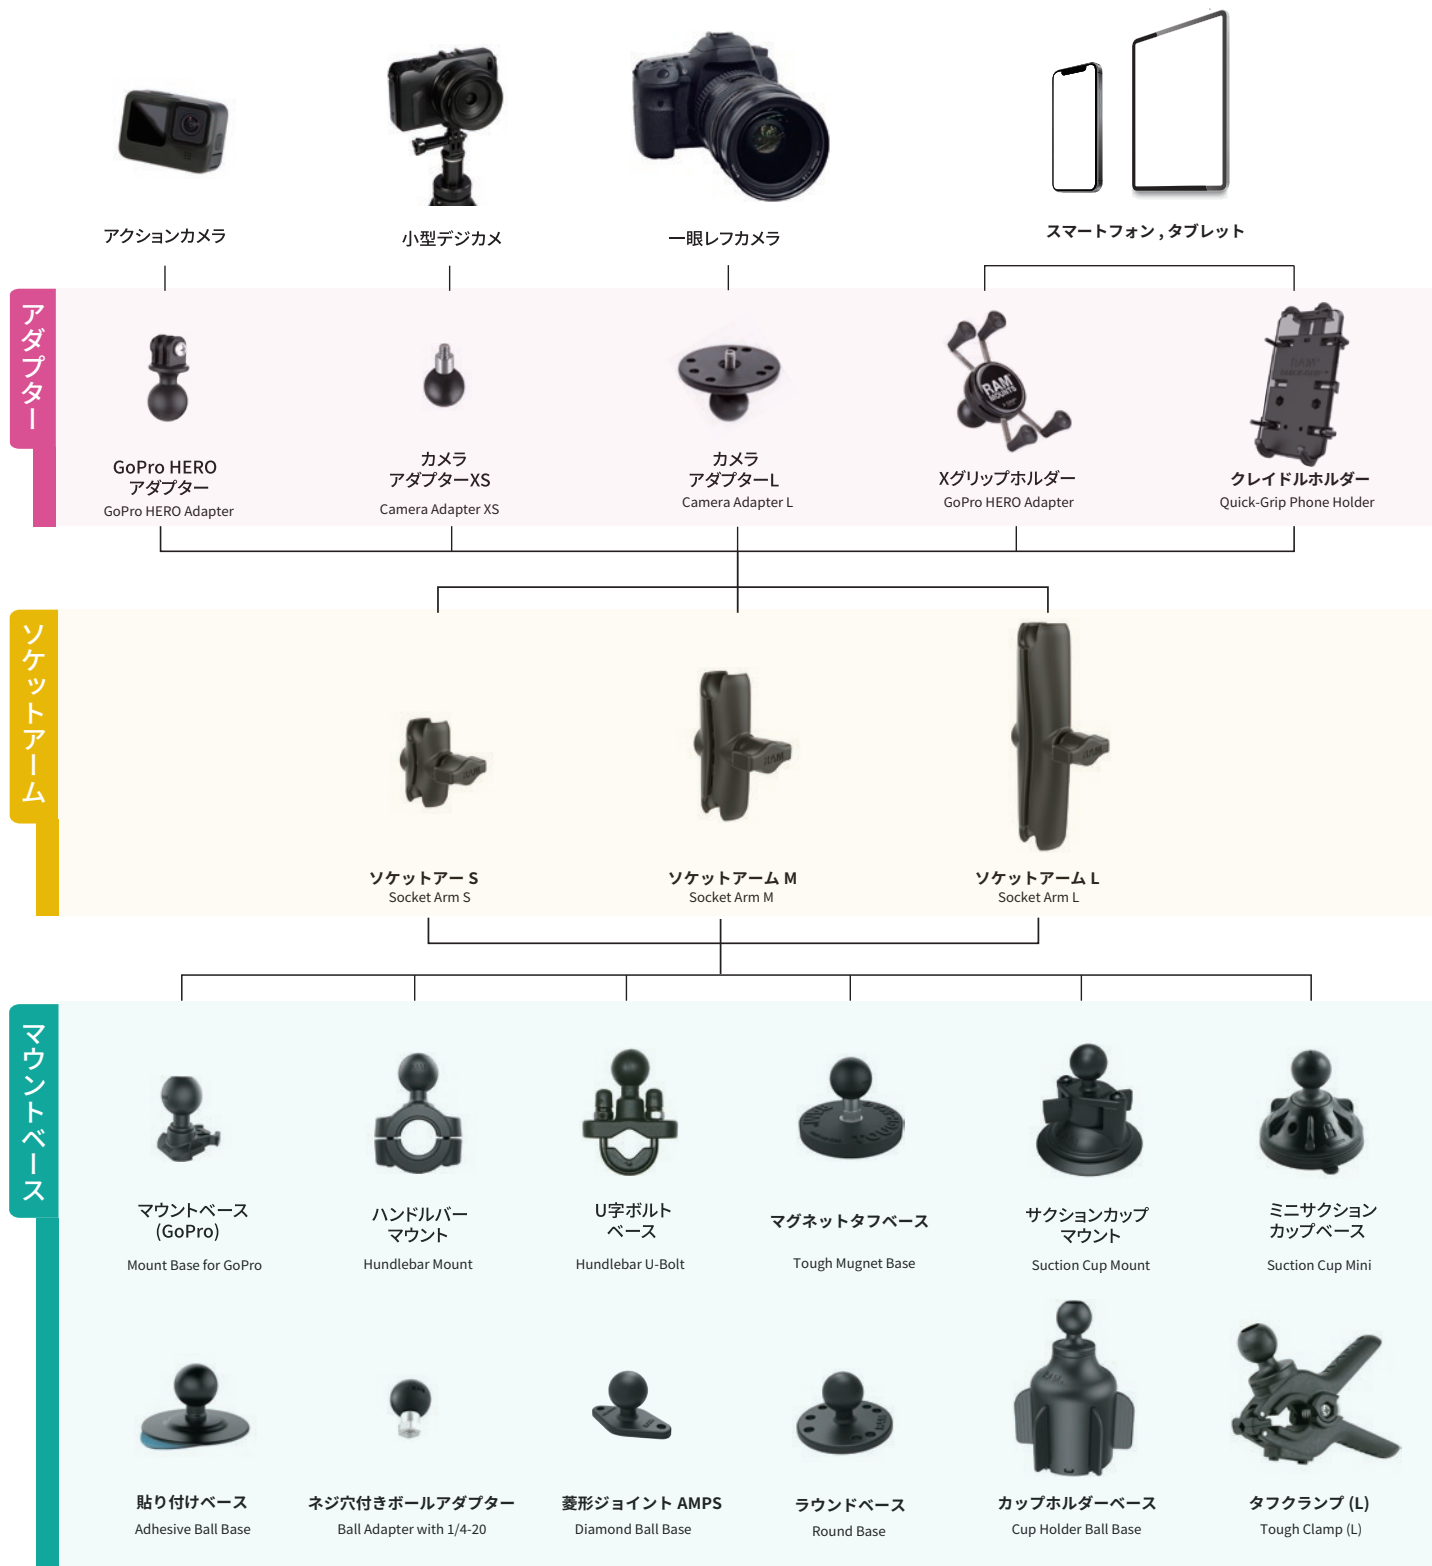 アクションカメラ
小型デジカメ
一眼レフカメラ
スマートフォン , タブレット
アダプター
RAM
MOUNTS
GoPro HERO
アダプター
GoPro HERO Adapter
カメラ
アダプターXS
Camera Adapter XS
カメラ
アダプターL
Camera Adapter L
Xグリップホルダー
GoPro HERO Adapter
クレイドルホルダー
Quick-Grip Phone Holder
ソケットアーム
RAM
RAM
ソケットアー S
Socket Arm S
ソケットアーム M
Socket Arm M
ソケットアーム L
Socket Arm L
マウントベース
マウントベース
(GoPro)
Mount Base for GoPro
ハンドルバー
マウント
Hundlebar Mount
U字ボルト
ベース
Hundlebar U-Bolt
マグネットタフベース
Tough Mugnet Base
サクションカップ
マウント
Suction Cup Mount
ミニサクション
カップベース
Suction Cup Mini
貼り付けベース
Adhesive Ball Base
ネジ穴付きボールアダプター
Ball Adapter with 1/4-20
菱形ジョイント AMPS
Diamond Ball Base
ラウンドベース
Round Base
カップホルダーベース
Cup Holder Ball Base
タフクランプ (L)
Tough Clamp (L)